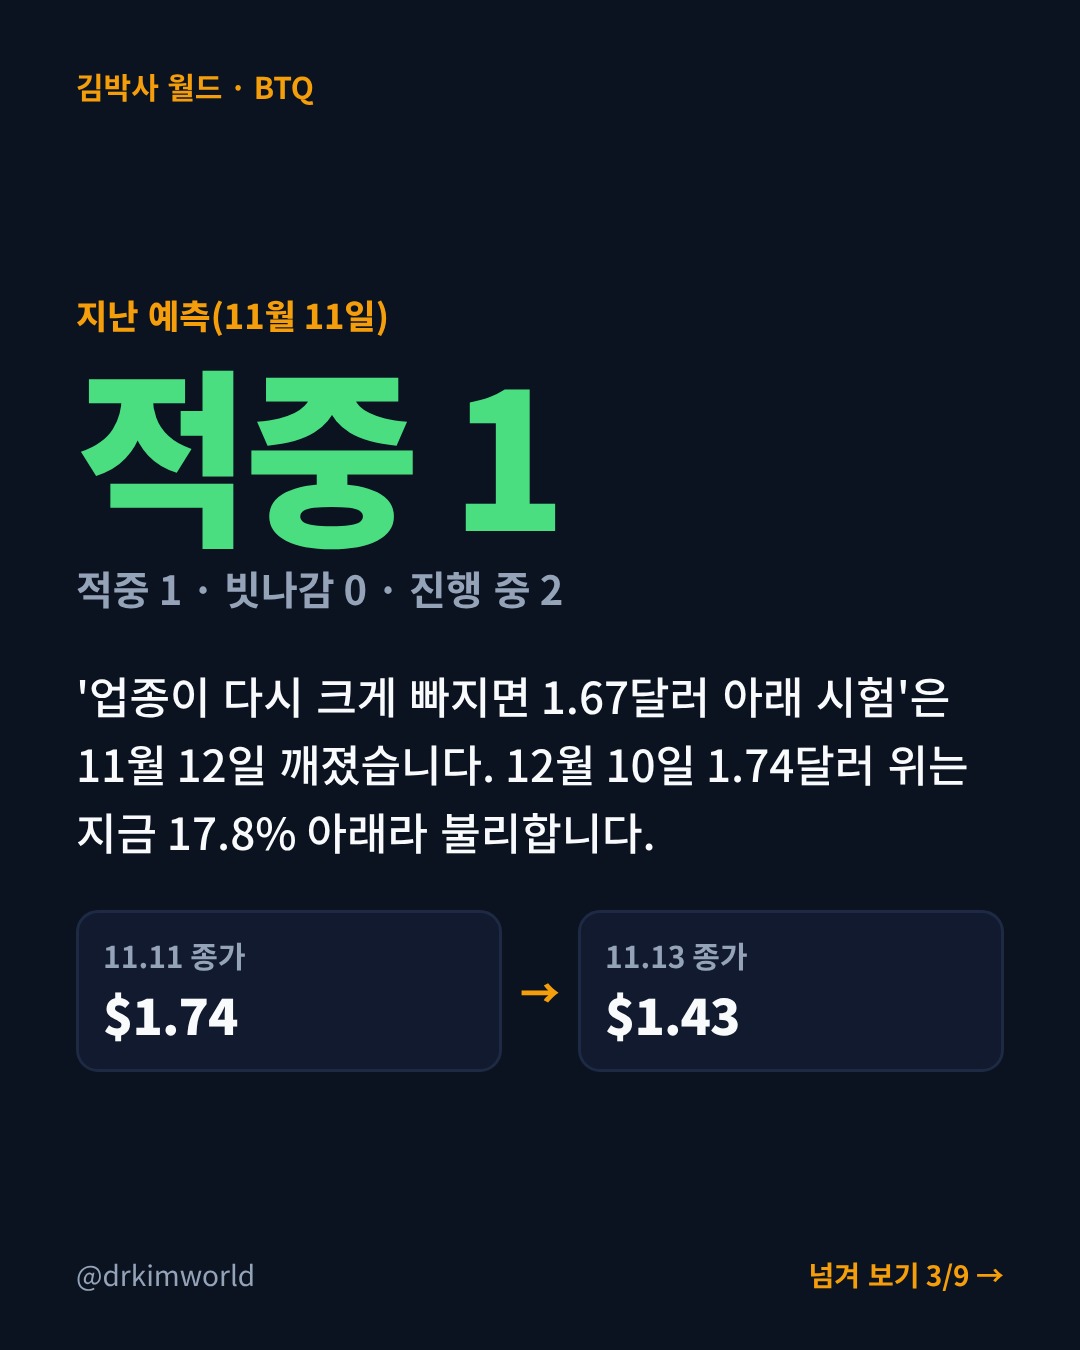 김박사 월드 · BTQ
지난 예측(11월 11일)
적중 1
적중 1 · 빗나감 0 · 진행 중 2
'업종이 다시 크게 빠지면 1.67달러 아래 시험'은
11월 12일 깨졌습니다. 12월 10일 1.74달러 위는
지금 17.8% 아래라 불리합니다.
11.11 종가
$1.74
→
11.13 종가
$1.43
@drkimworld
넘겨 보기 3/9 →